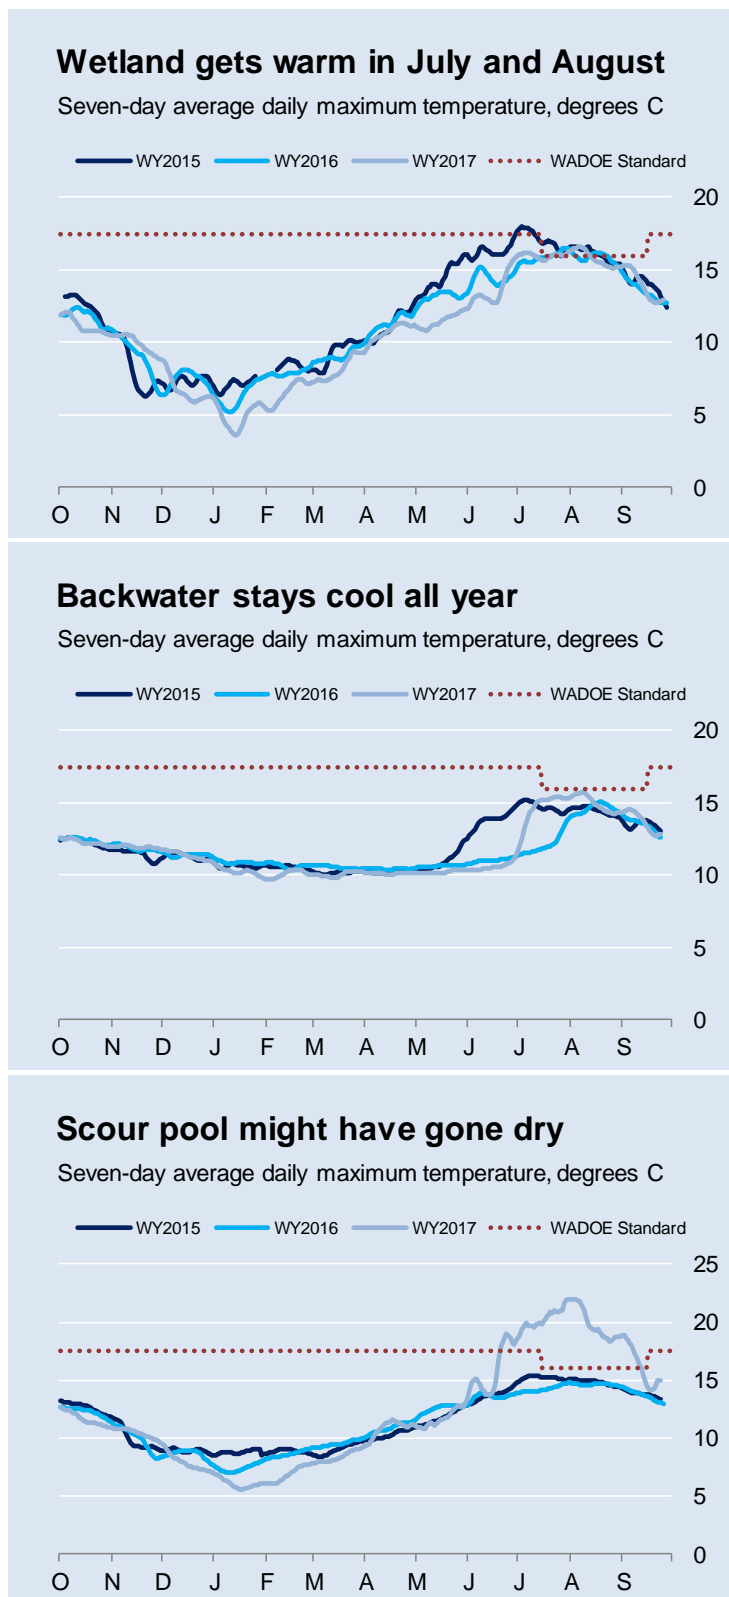 Wetland gets warm in July and August
Seven-day average daily maximum temperature, degrees C
WY2015 WY2016 WY2017 WADOE Standard
20
15
10
5
0
O N D J F M A M J J A S
Backwater stays cool all year
Seven-day average daily maximum temperature, degrees C
WY2015 WY2016 WY2017 WADOE Standard
20
15
10
5
0
O N D J F M A M J J A S
Scour pool might have gone dry
Seven-day average daily maximum temperature, degrees C
WY2015 WY2016 WY2017 WADOE Standard
25
20
15
10
5
0
O N D J F M A M J J A S